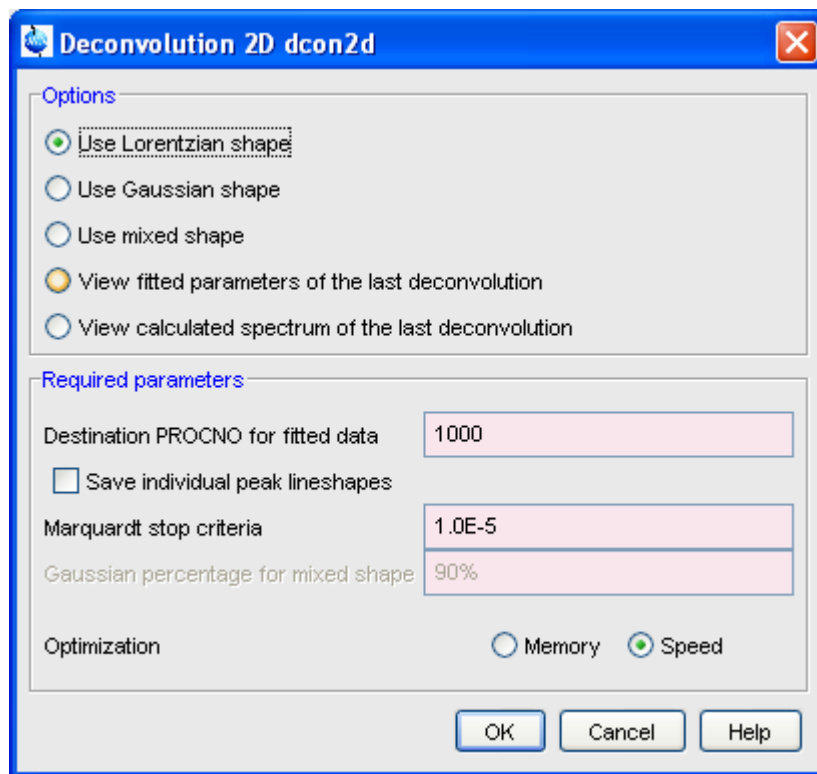 Deconvolution 2D dcon2d
Options
Use Lorentzian shape
Use Gaussian shape
Use mixed shape
View fitted parameters of the last deconvolution
View calculated spectrum of the last deconvolution
Required parameters
Destination PROCNO for fitted data 1000
Save individual peak lineshapes
Marquardt stop criteria 1.0E-5
Gaussian percentage for mixed shape 90%
Optimization Memory Speed
OK Cancel Help